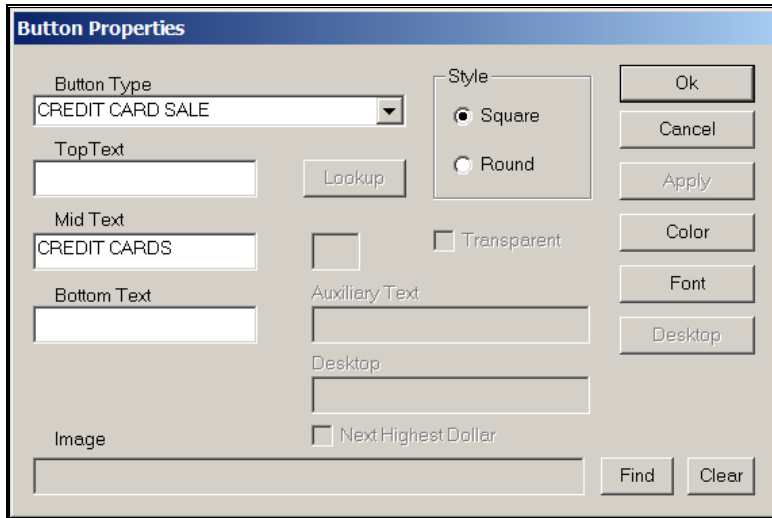 Button Properties
Button Type
CREDIT CARD SALE
Style
Square
Round
Ok
Cancel
TopText
Lookup
Apply
Mid Text
CREDIT CARDS
Transparent
Color
Bottom Text
Auxiliary Text
Font
Desktop
Desktop
Next Highest Dollar
Image
Find
Clear